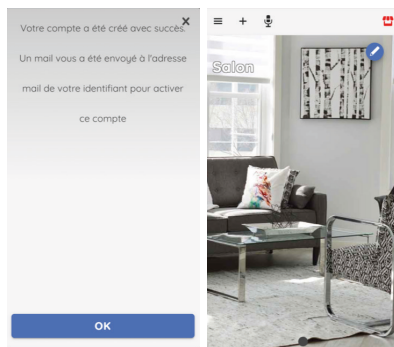 Votre compte a été créé avec succès.
Un mail vous a été envoyé à l'adresse
mail de votre identifiant pour activer
ce compte
OK
Salon